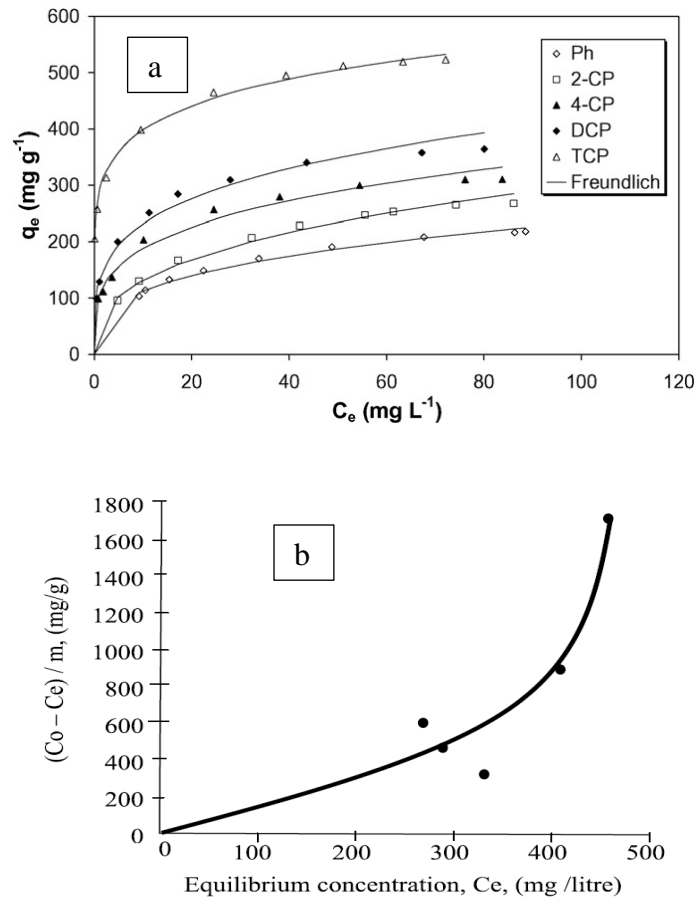 a
600
500
400
300
200
100
0
qe (mg g⁻¹)
0 20 40 60 80 100 120
Ce (mg L⁻¹)
Ph
2-CP
4-CP
DCP
TCP
Freundlich
b
1800
1600
1400
1200
1000
800
600
400
200
0
(Co – Ce) / m, (mg/g)
0 100 200 300 400 500
Equilibrium concentration, Ce, (mg /litre)